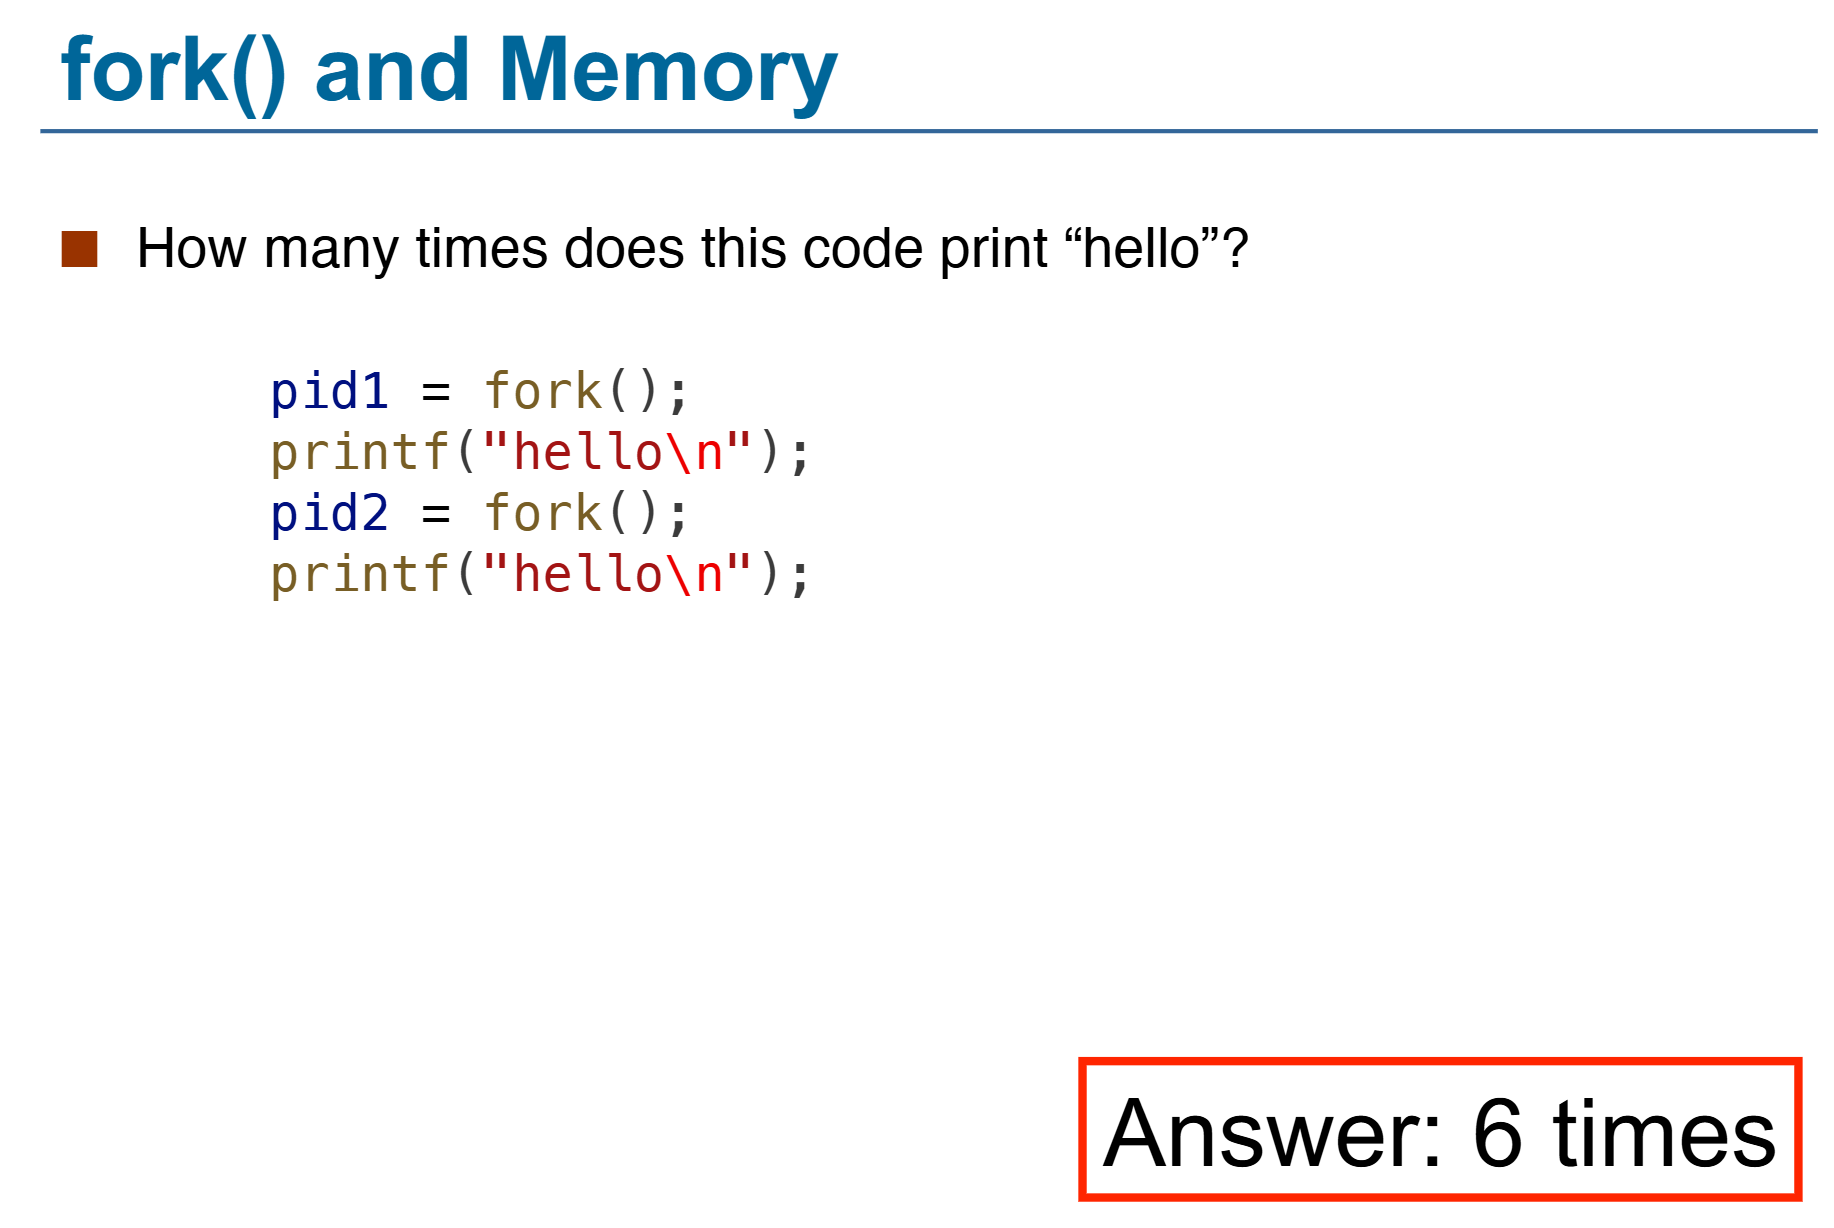 fork() and Memory
How many times does this code print “hello”?
pid1 = fork();
printf("hello\n");
pid2 = fork();
printf("hello\n");
Answer: 6 times